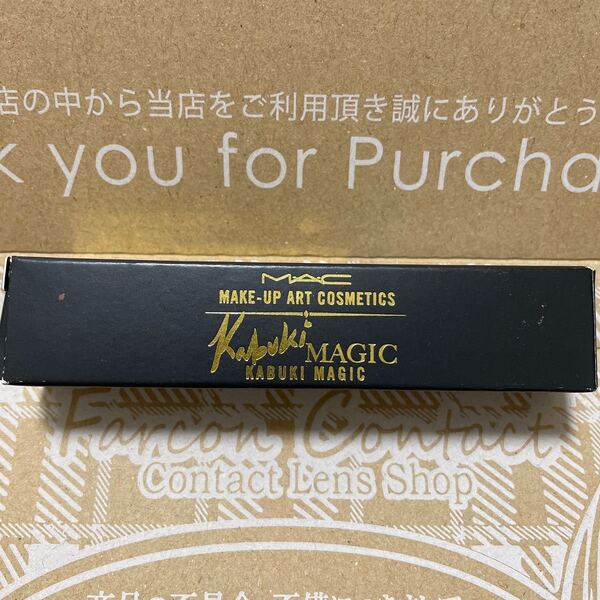 店の中から当店をご利用頂き誠にありがとう
k you for Purcha
MAC
MAKE-UP ART COSMETICS
Kabuki MAGIC
KABUKI MAGIC
Farcon Contact
Contact Lens Shop